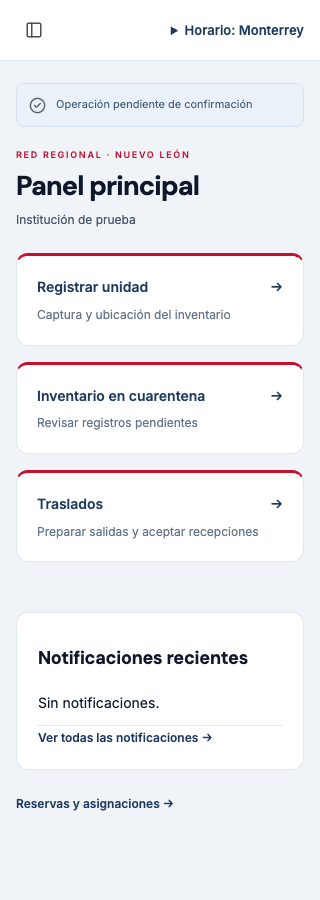 Horario: Monterrey
Operación pendiente de confirmación
RED REGIONAL · NUEVO LEÓN
Panel principal
Institución de prueba
Registrar unidad →
Captura y ubicación del inventario
Inventario en cuarentena →
Revisar registros pendientes
Traslados →
Preparar salidas y aceptar recepciones
Notificaciones recientes
Sin notificaciones.
Ver todas las notificaciones →
Reservas y asignaciones →